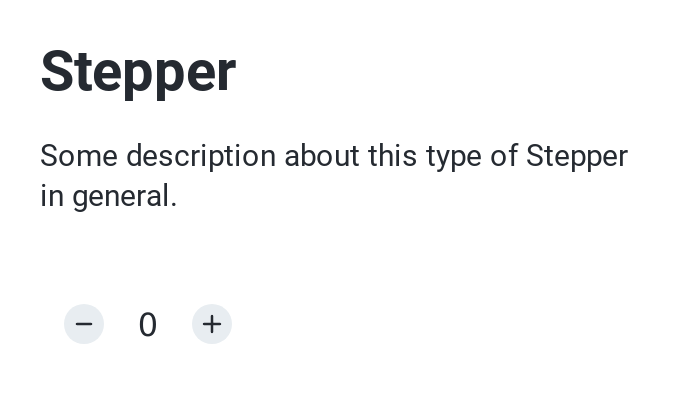 Stepper
Some description about this type of Stepper
in general.
− 0 +